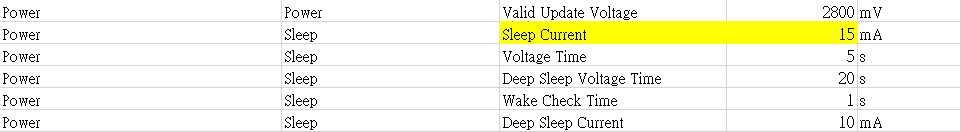 Power Power Valid Update Voltage 2800 mV
Power Sleep Sleep Current 15 mA
Power Sleep Voltage Time 5 s
Power Sleep Deep Sleep Voltage Time 20 s
Power Sleep Wake Check Time 1 s
Power Sleep Deep Sleep Current 10 mA